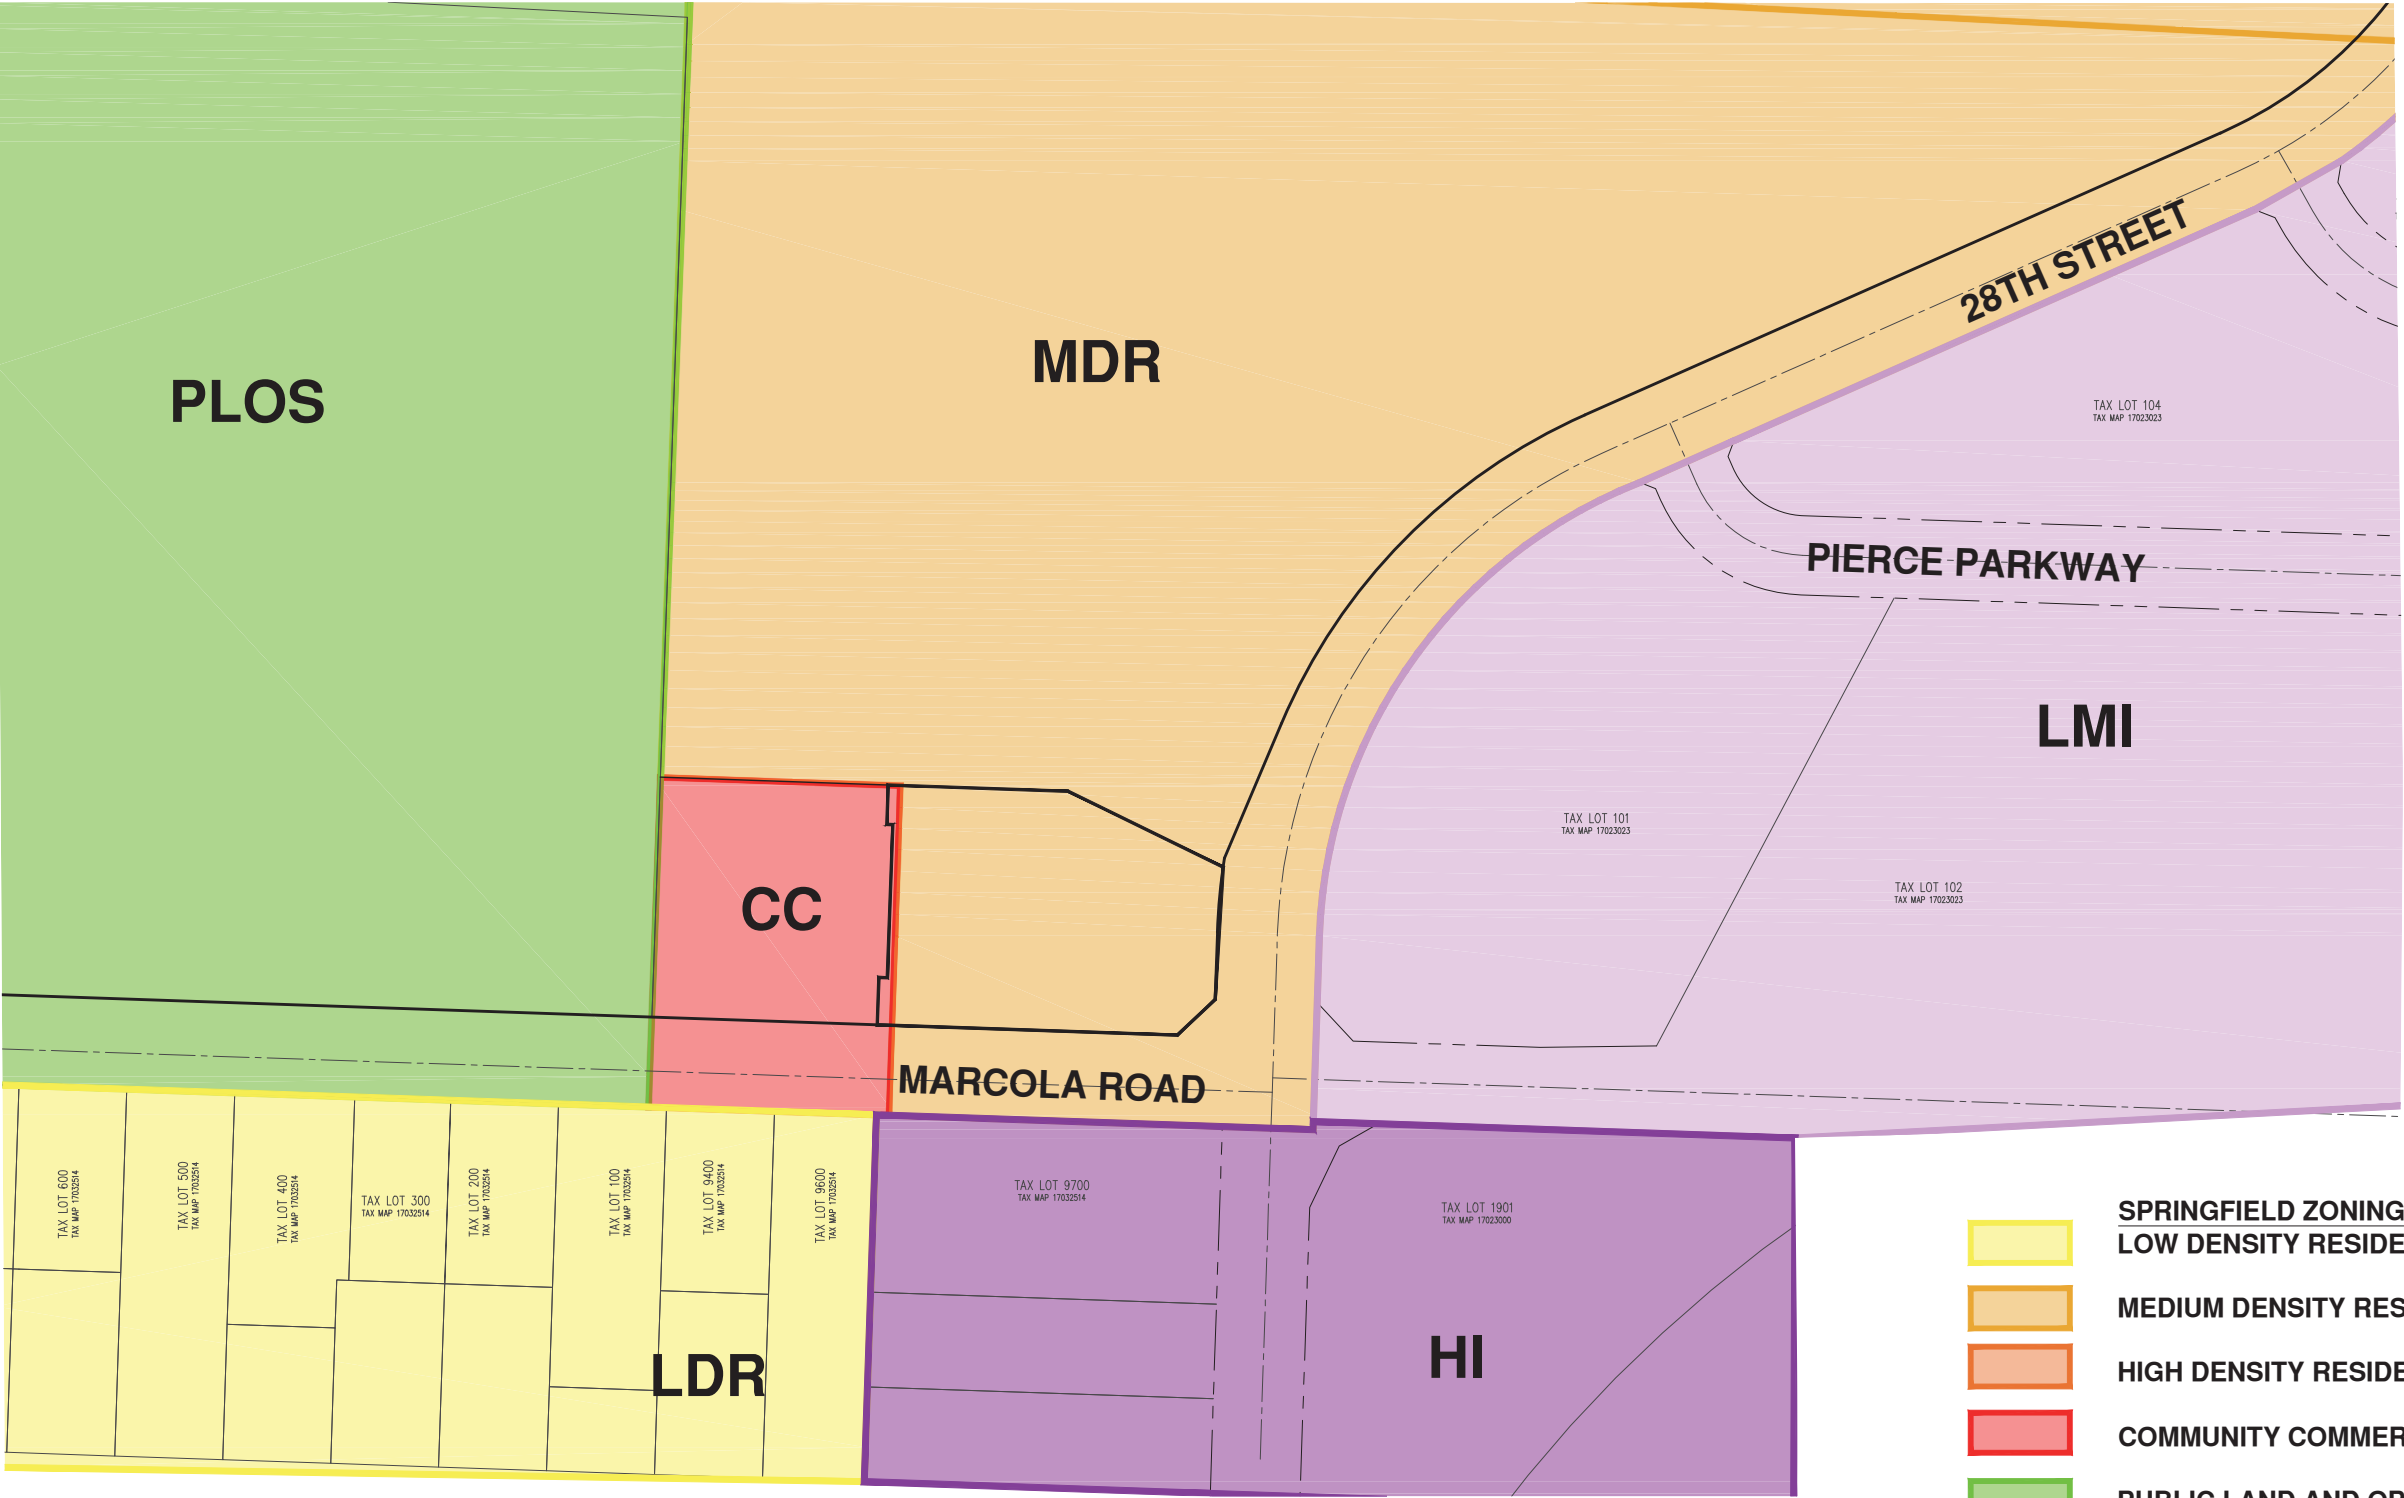 PLOS
MDR
28TH STREET
TAX LOT 104
TAX MAP 17023023
PIERCE PARKWAY
LMI
TAX LOT 101
TAX MAP 17023023
TAX LOT 102
TAX MAP 17023023
CC
MARCOLA ROAD
TAX LOT 600
TAX MAP 17032514
TAX LOT 500
TAX MAP 17032514
TAX LOT 400
TAX MAP 17032514
TAX LOT 300
TAX MAP 17032514
TAX LOT 200
TAX MAP 17032514
TAX LOT 100
TAX MAP 17032514
TAX LOT 9400
TAX MAP 17032514
TAX LOT 9600
TAX MAP 17032514
TAX LOT 9700
TAX MAP 17032514
TAX LOT 1901
TAX MAP 17023000
LDR
HI
SPRINGFIELD ZONING
LOW DENSITY RESIDE
MEDIUM DENSITY RES
HIGH DENSITY RESIDE
COMMUNITY COMMER
PUBLIC LAND AND OP